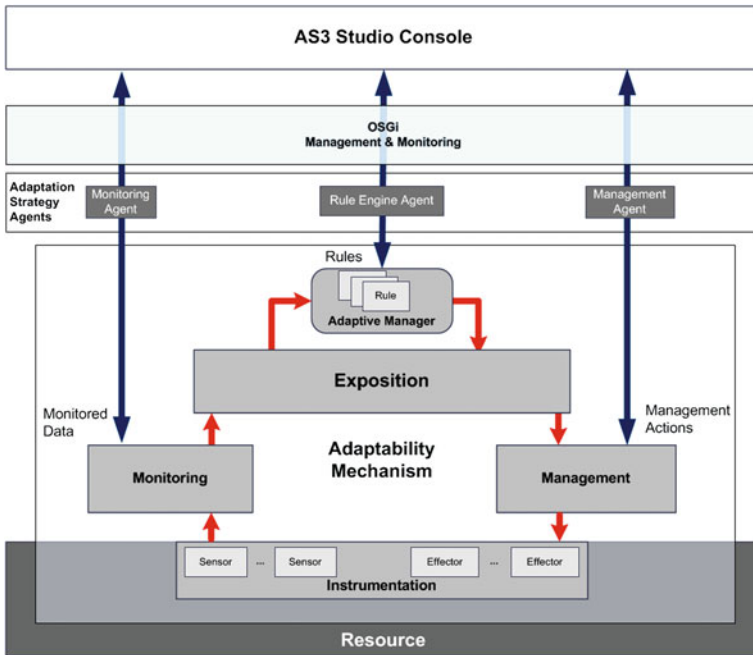 AS3 Studio Console
OSGi
Management & Monitoring
Adaptation
Strategy
Agents
Monitoring
Agent
Rule Engine Agent
Management
Agent
Rules
Rule
Adaptive Manager
Exposition
Monitored
Data
Management
Actions
Adaptability
Mechanism
Monitoring
Management
Sensor ... Sensor
Effector ... Effector
Instrumentation
Resource